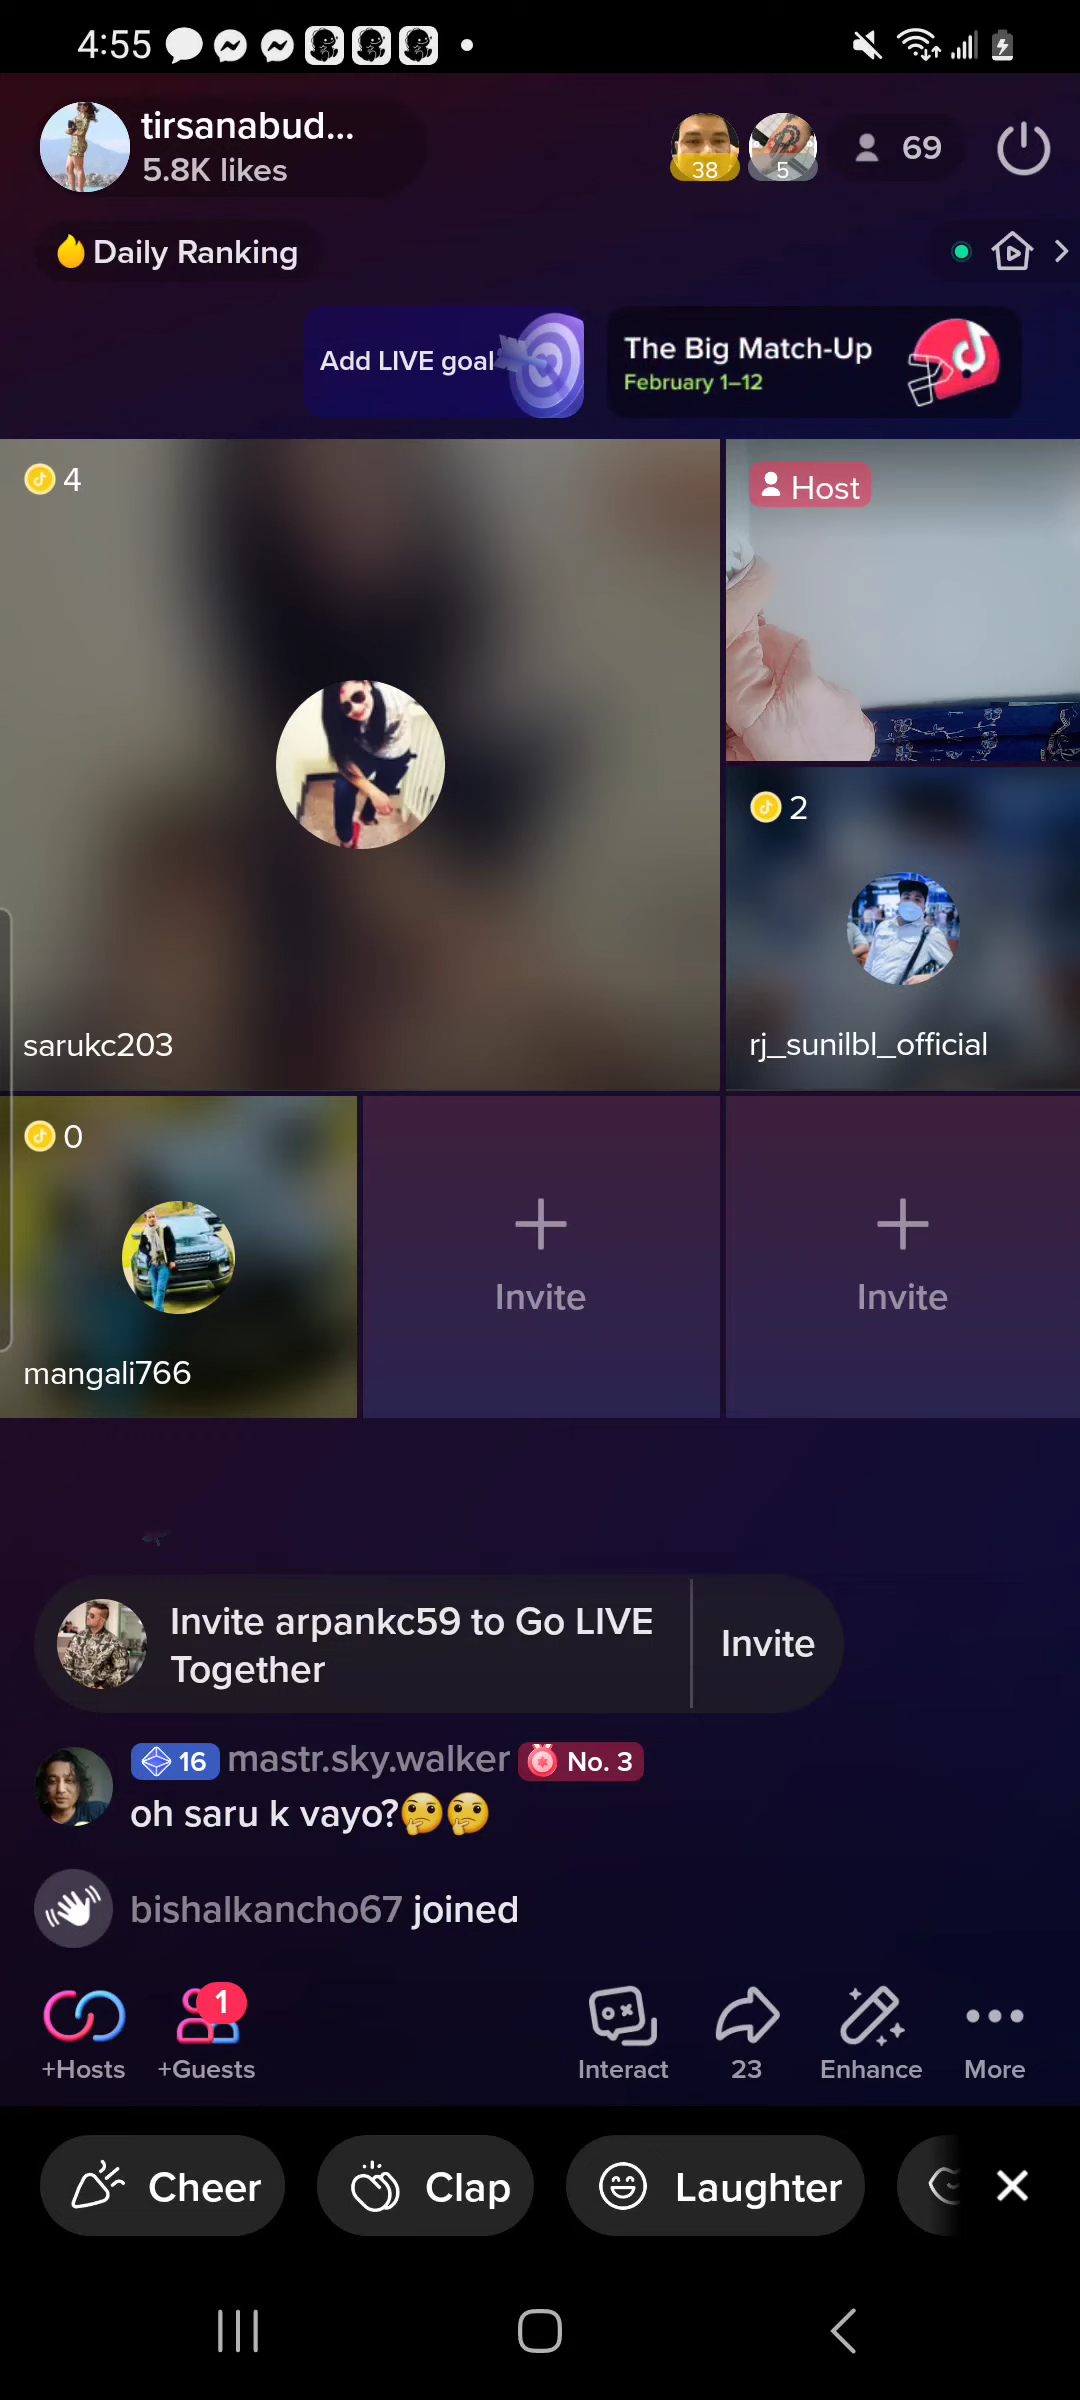 4:55
tirsanabud...
5.8K likes
38
5
69
Daily Ranking
Add LIVE goal
The Big Match-Up
February 1–12
4
Host
2
sarukc203
rj_sunilbl_official
0
Invite
Invite
mangali766
Invite arpankc59 to Go LIVE
Together
Invite
16 mastr.sky.walker No. 3
oh saru k vayo?🤔🤔
bishalkancho67 joined
1
+Hosts
+Guests
Interact
23
Enhance
More
Cheer
Clap
Laughter